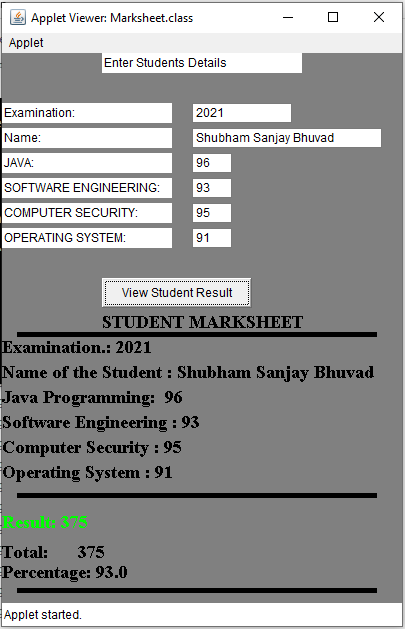 Applet Viewer: Marksheet.class
Applet
Enter Students Details
Examination: 2021
Name: Shubham Sanjay Bhuvad
JAVA: 96
SOFTWARE ENGINEERING: 93
COMPUTER SECURITY: 95
OPERATING SYSTEM: 91
View Student Result
STUDENT MARKSHEET
Examination.: 2021
Name of the Student : Shubham Sanjay Bhuvad
Java Programming: 96
Software Engineering : 93
Computer Security : 95
Operating System : 91
Result: 375
Total: 375
Percentage: 93.0
Applet started.